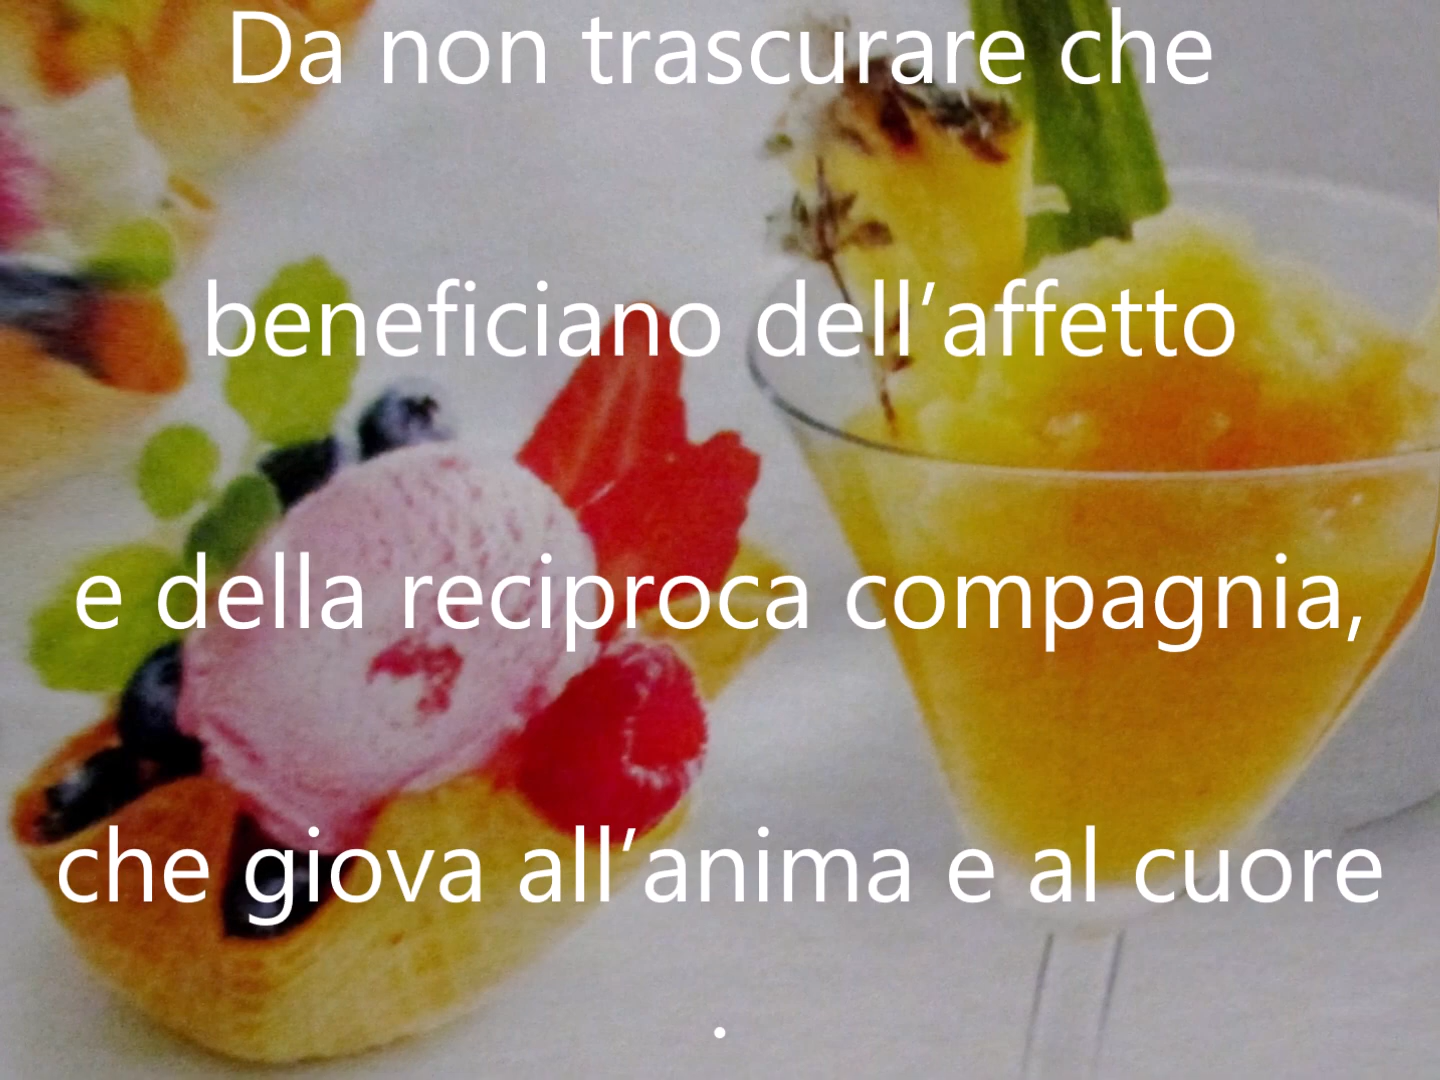 Da non trascurare che
beneficiano dell’affetto
e della reciproca compagnia,
che giova all’anima e al cuore
.